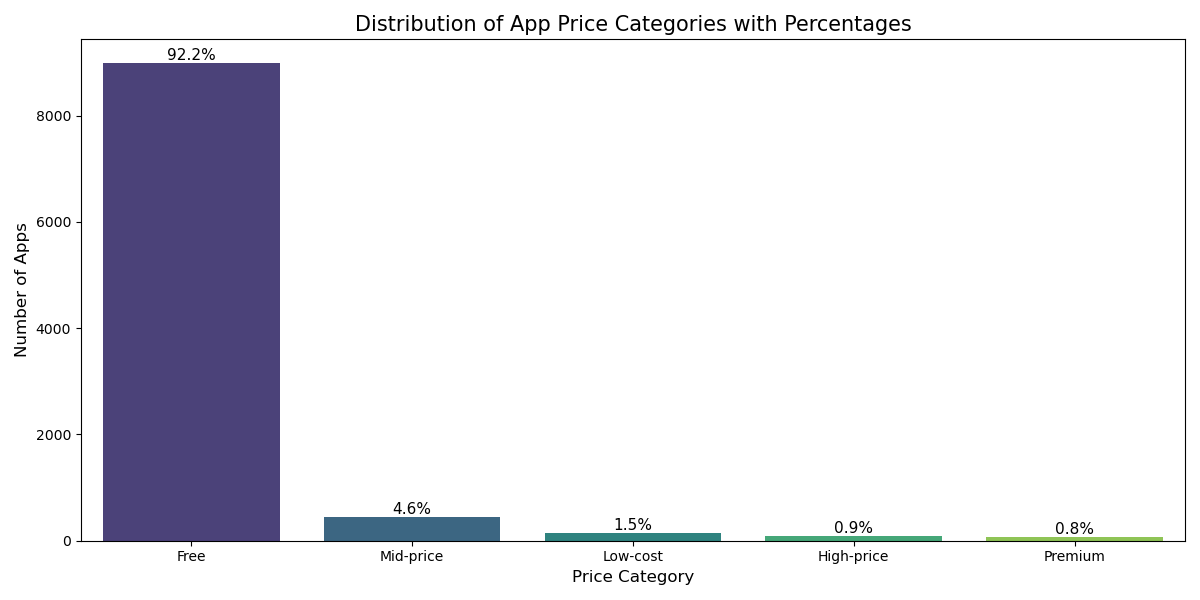 Distribution of App Price Categories with Percentages
92.2%
4.6%
1.5%
0.9%
0.8%
Number of Apps
8000
6000
4000
2000
0
Free
Mid-price
Low-cost
High-price
Premium
Price Category